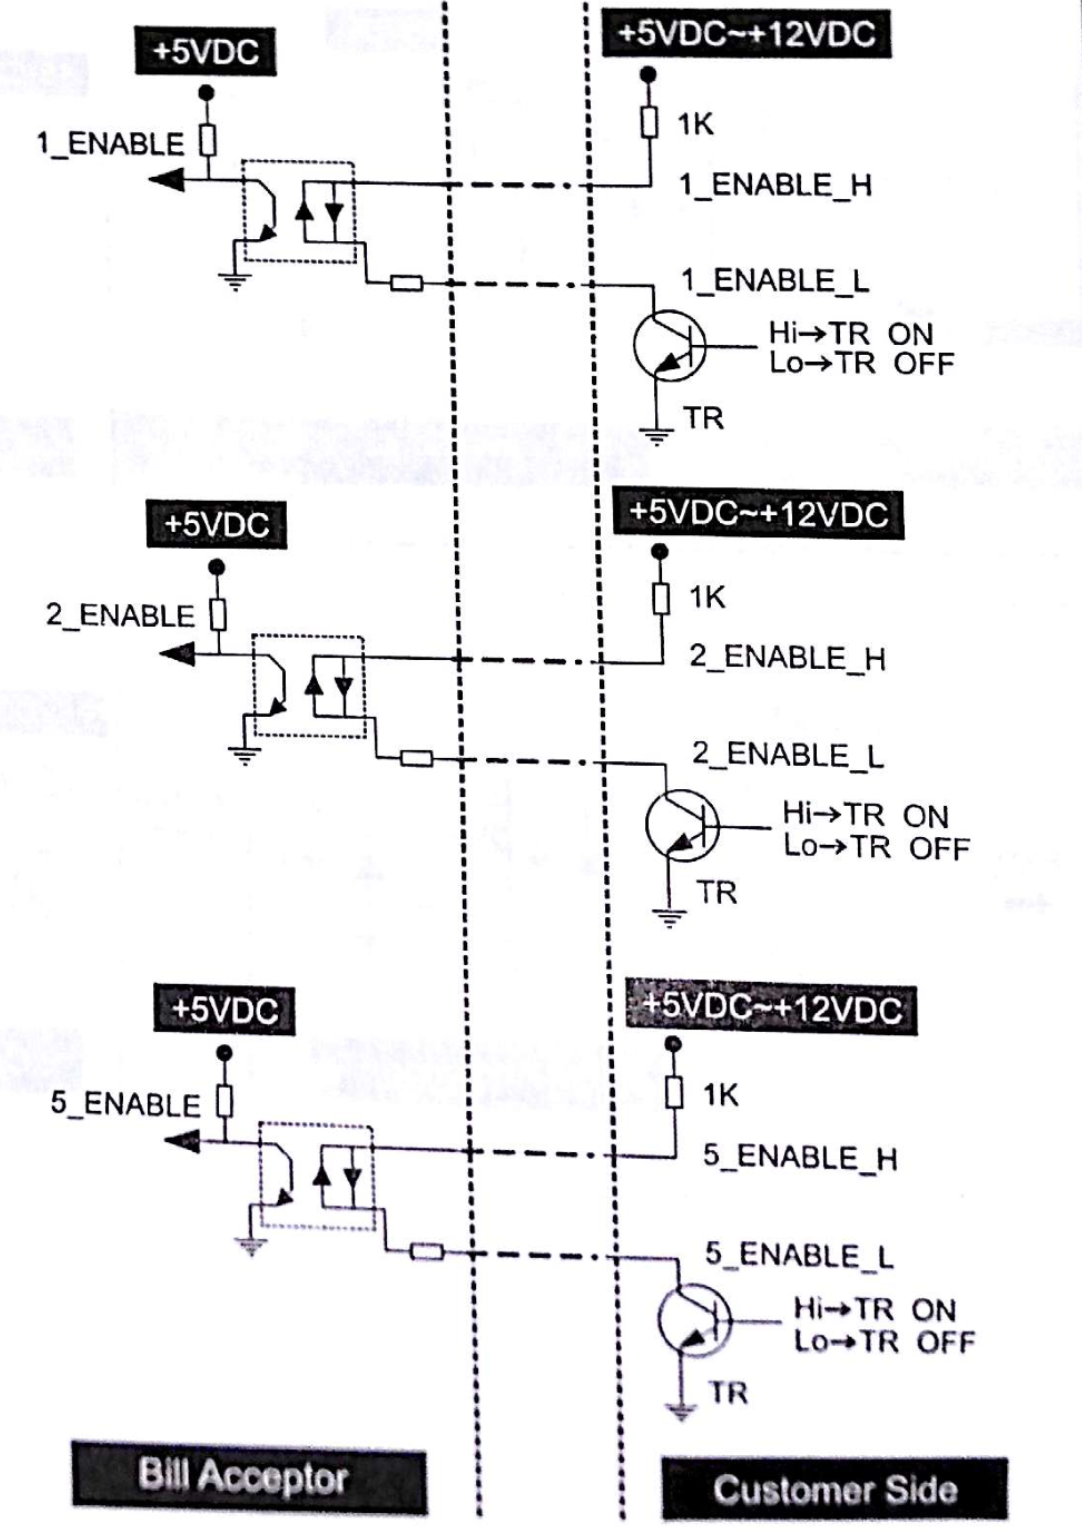 +5VDC
+5VDC~+12VDC
1_ENABLE
1K
1_ENABLE_H
1_ENABLE_L
Hi→TR ON
Lo→TR OFF
TR
+5VDC
+5VDC~+12VDC
2_ENABLE
1K
2_ENABLE_H
2_ENABLE_L
Hi→TR ON
Lo→TR OFF
TR
+5VDC
+5VDC~+12VDC
5_ENABLE
1K
5_ENABLE_H
5_ENABLE_L
Hi→TR ON
Lo→TR OFF
TR
Bill Acceptor
Customer Side